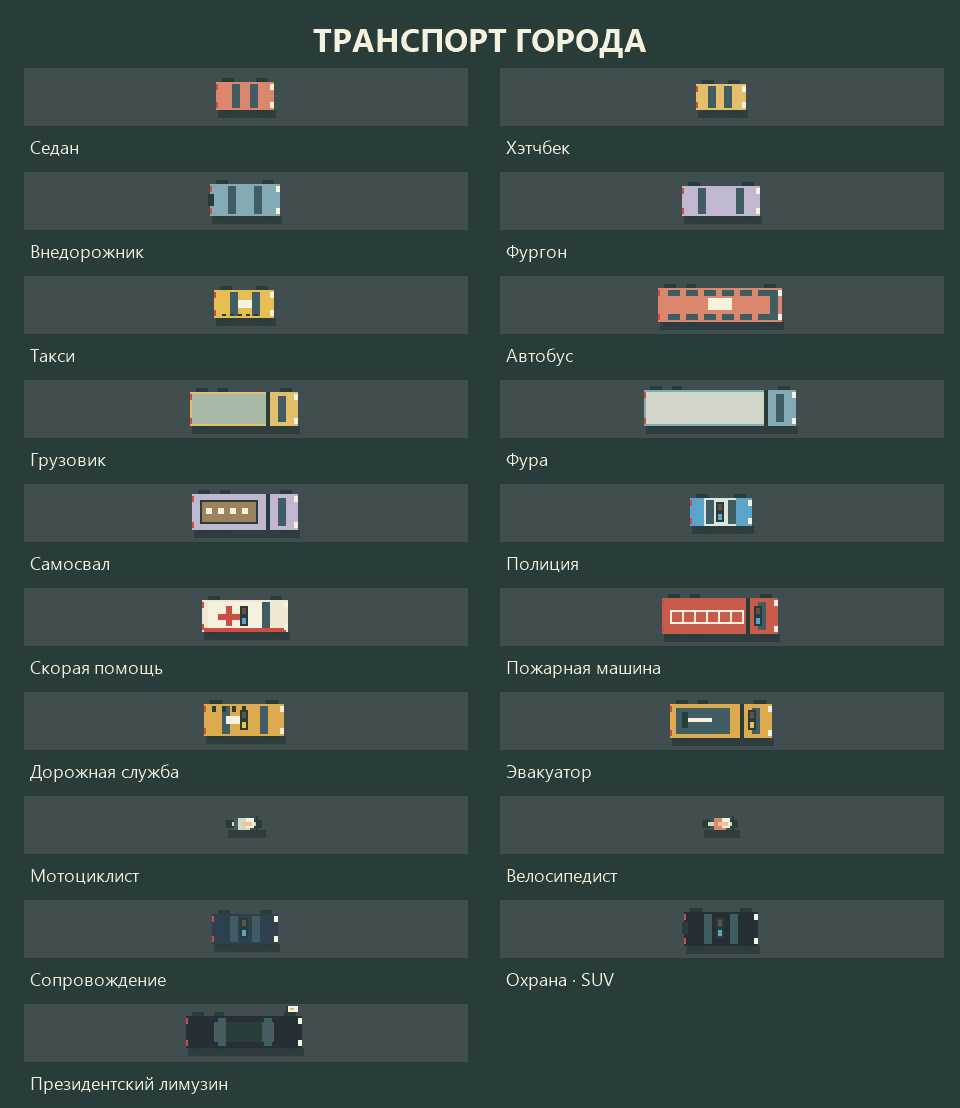 ТРАНСПОРТ ГОРОДА
Седан
Хэтчбек
Внедорожник
Фургон
Такси
Автобус
Грузовик
Фура
Самосвал
Полиция
Скорая помощь
Пожарная машина
Дорожная служба
Эвакуатор
Мотоциклист
Велосипедист
Сопровождение
Охрана · SUV
Президентский лимузин